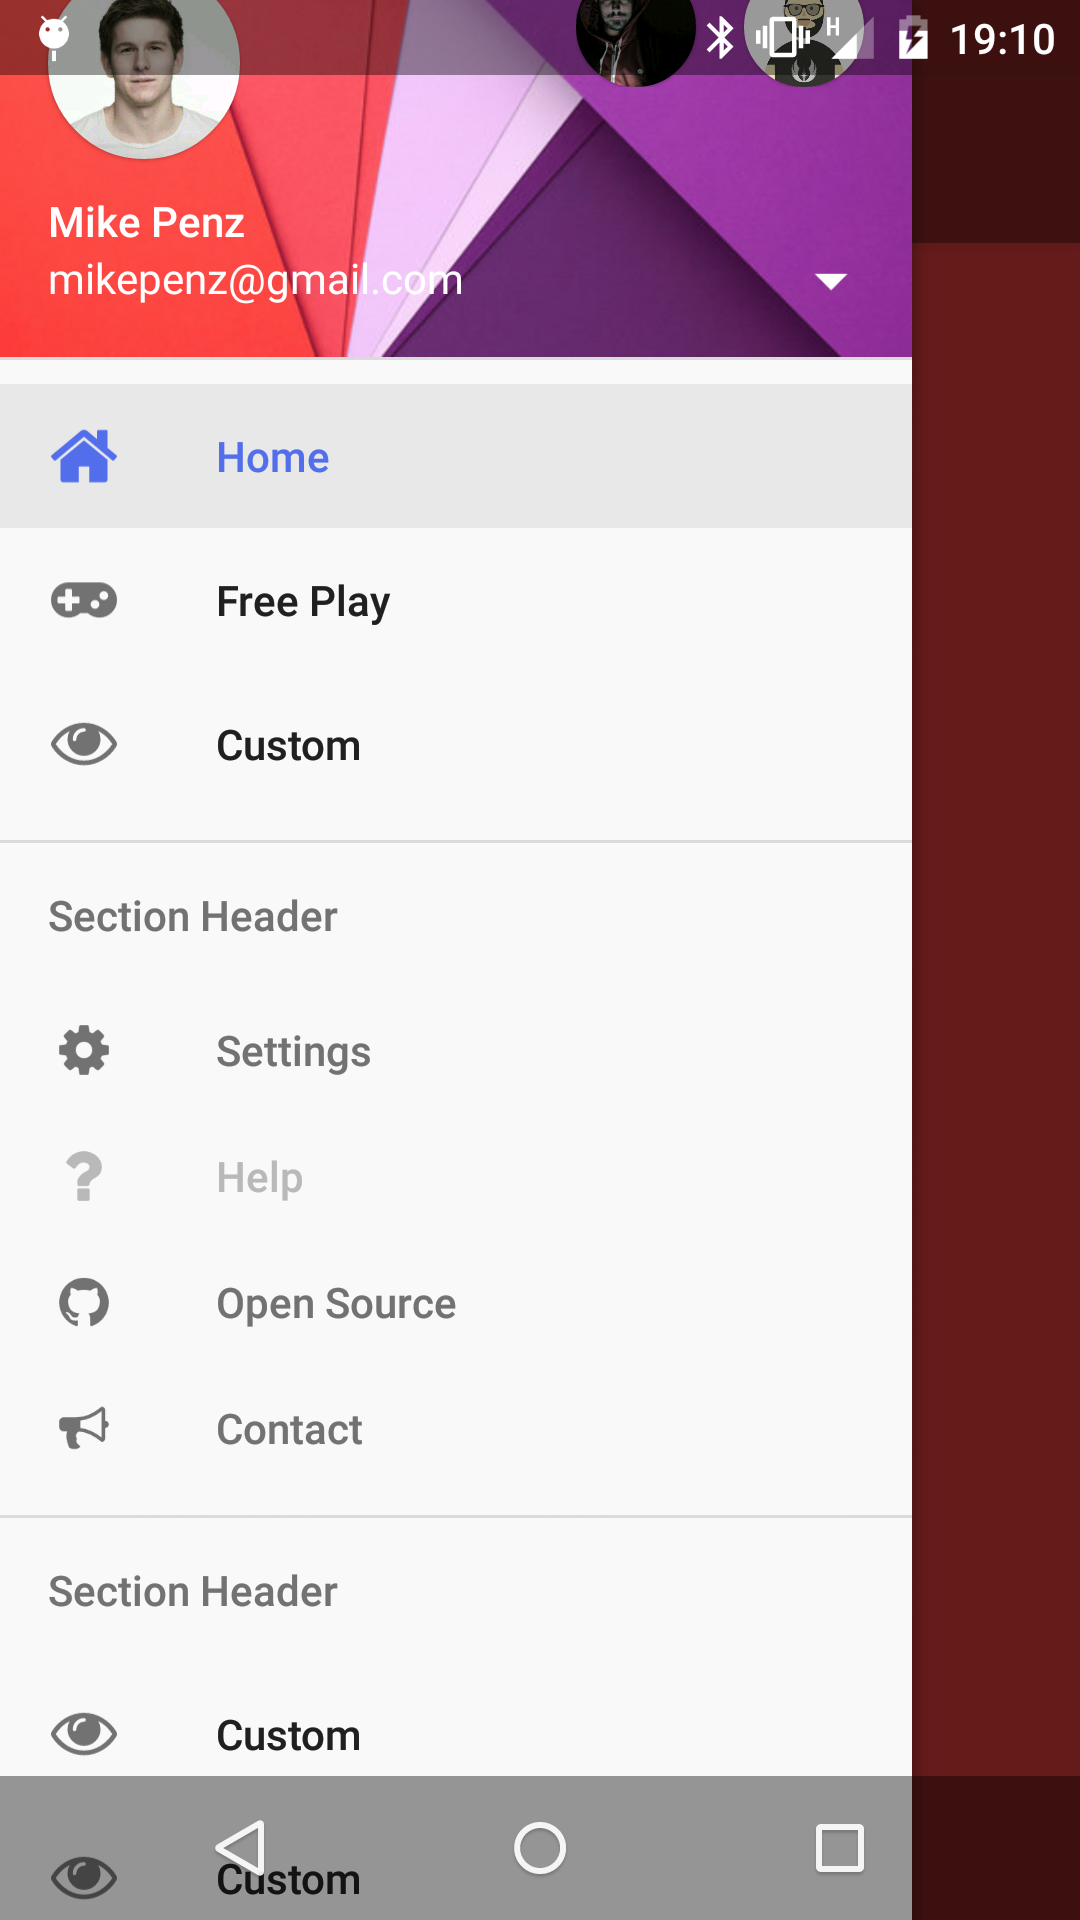 H
19:10
Mike Penz
mikepenz@gmail.com
Home
Free Play
Custom
Section Header
Settings
Help
Open Source
Contact
Section Header
Custom
Custom